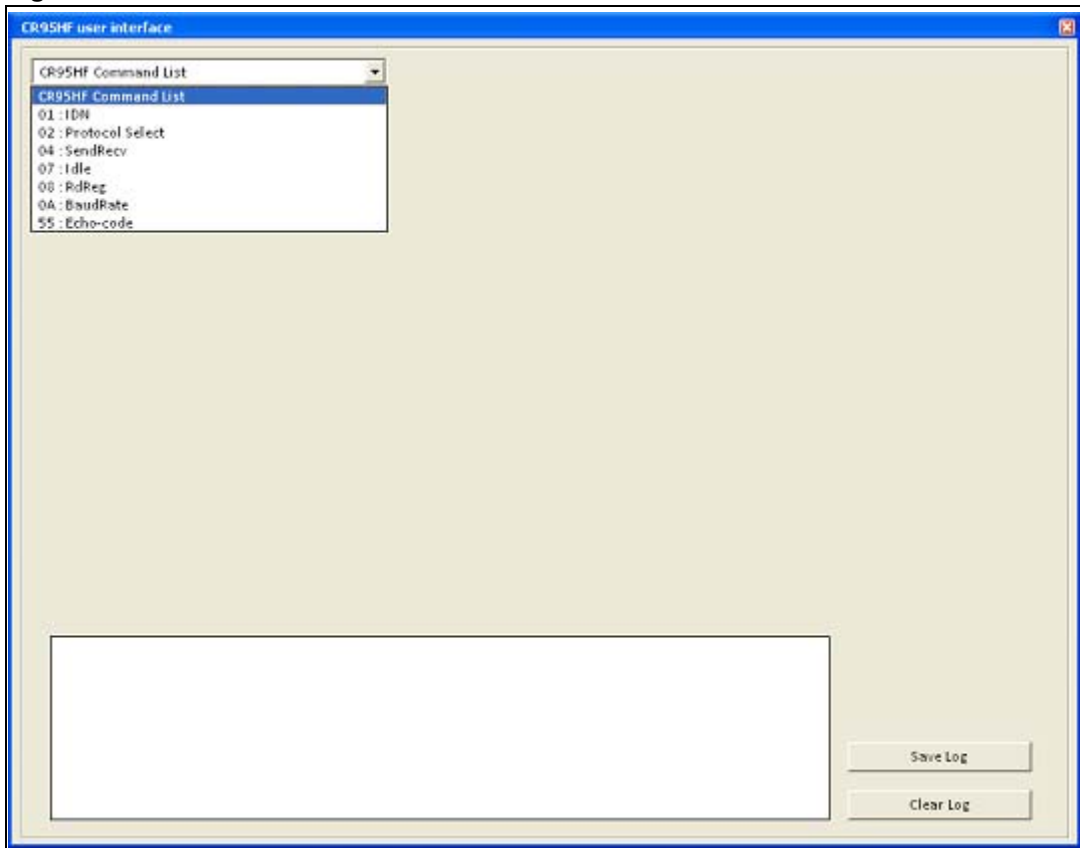 CR95HF user interface
CR95HF Command List
CR95HF Command List
01 : IDN
02 : Protocol Select
04 : SendRecv
07 : Idle
08 : RdReg
0A : BaudRate
55 : Echo-code
Save Log
Clear Log